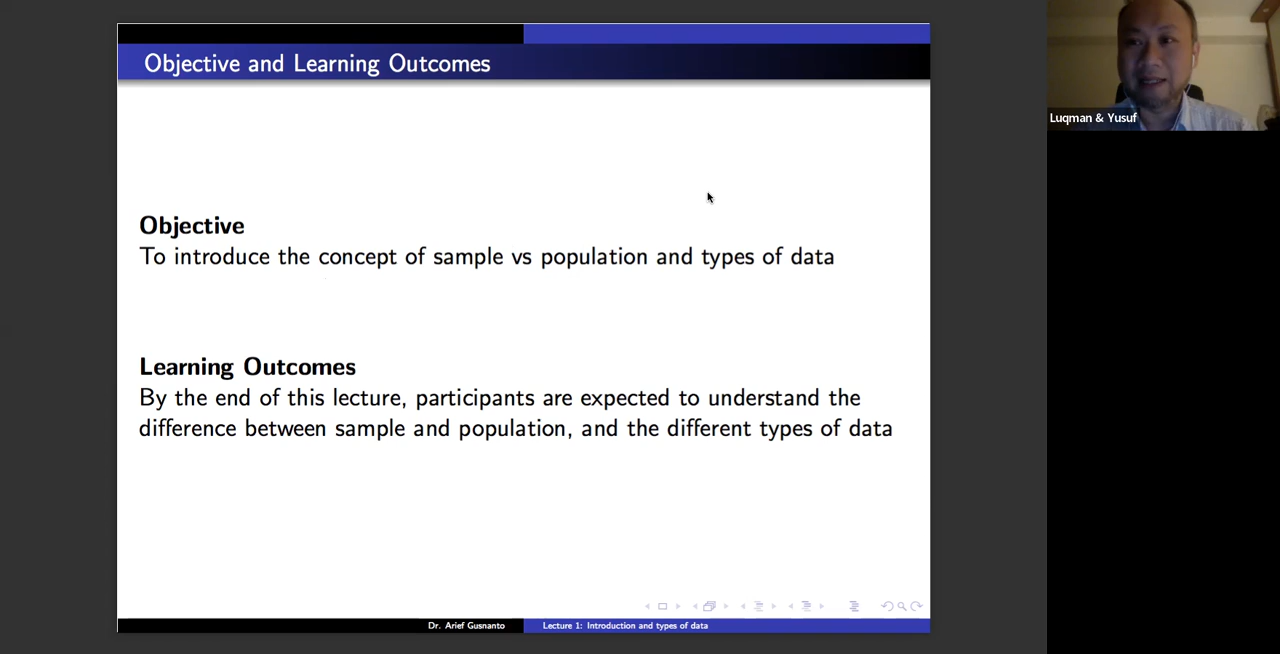 Objective and Learning Outcomes
Luqman & Yusuf
Objective
To introduce the concept of sample vs population and types of data
Learning Outcomes
By the end of this lecture, participants are expected to understand the
difference between sample and population, and the different types of data
Dr. Arief Gusnanto
Lecture 1: Introduction and types of data